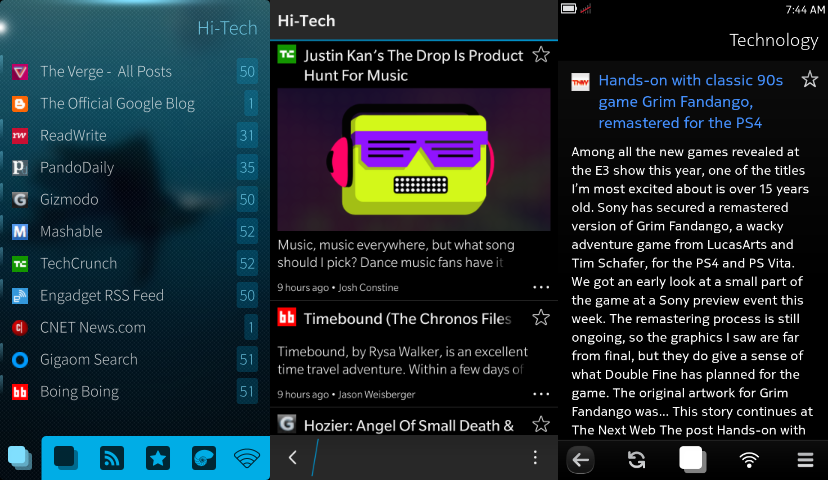 Hi-Tech
The Verge - All Posts 50
The Official Google Blog 1
rw ReadWrite 31
P PandoDaily 35
G Gizmodo 50
M Mashable 52
TC TechCrunch 52
Engadget RSS Feed 50
c| CNET News.com 1
Gigaom Search 51
bb Boing Boing 51
Hi-Tech
TC Justin Kan's The Drop Is Product
Hunt For Music
Music, music everywhere, but what song
should I pick? Dance music fans have it
9 hours ago • Josh Constine
bb Timebound (The Chronos Files
Timebound, by Rysa Walker, is an excellent
time travel adventure. Within a few days of
9 hours ago • Jason Weisberger
G Hozier: Angel Of Small Death &
7:44 AM
Technology
TNW Hands-on with classic 90s
game Grim Fandango,
remastered for the PS4
Among all the new games revealed at
the E3 show this year, one of the titles
I'm most excited about is over 15 years
old. Sony has secured a remastered
version of Grim Fandango, a wacky
adventure game from LucasArts and
Tim Schafer, for the PS4 and PS Vita.
We got an early look at a small part of
the game at a Sony preview event this
week. The remastering process is still
ongoing, so the graphics I saw are far
from final, but they do give a sense of
what Double Fine has planned for the
game. The original artwork for Grim
Fandango was... This story continues at
The Next Web The post Hands-on with